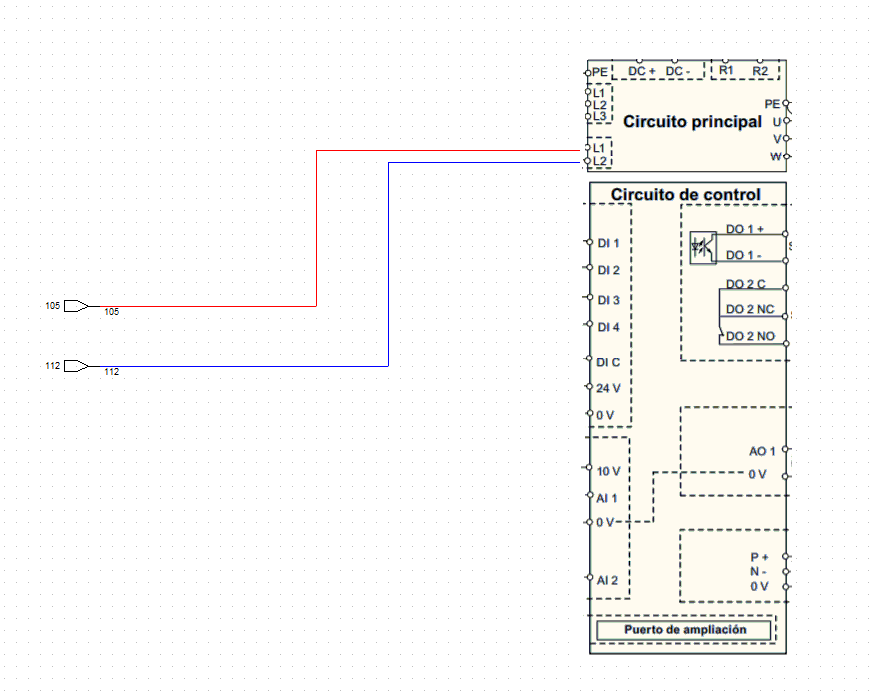 PE DC + DC - R1 R2
L1
L2
L3
PE
Circuito principal
U
V
W
L1
L2
Circuito de control
DO 1 +
DI 1
DO 1 -
DI 2
DO 2 C
DI 3
DO 2 NC
105
105
DI 4
DO 2 NO
DI C
112
112
24 V
0 V
AO 1
10 V
0 V
AI 1
0 V
P +
N -
AI 2
0 V
Puerto de ampliación